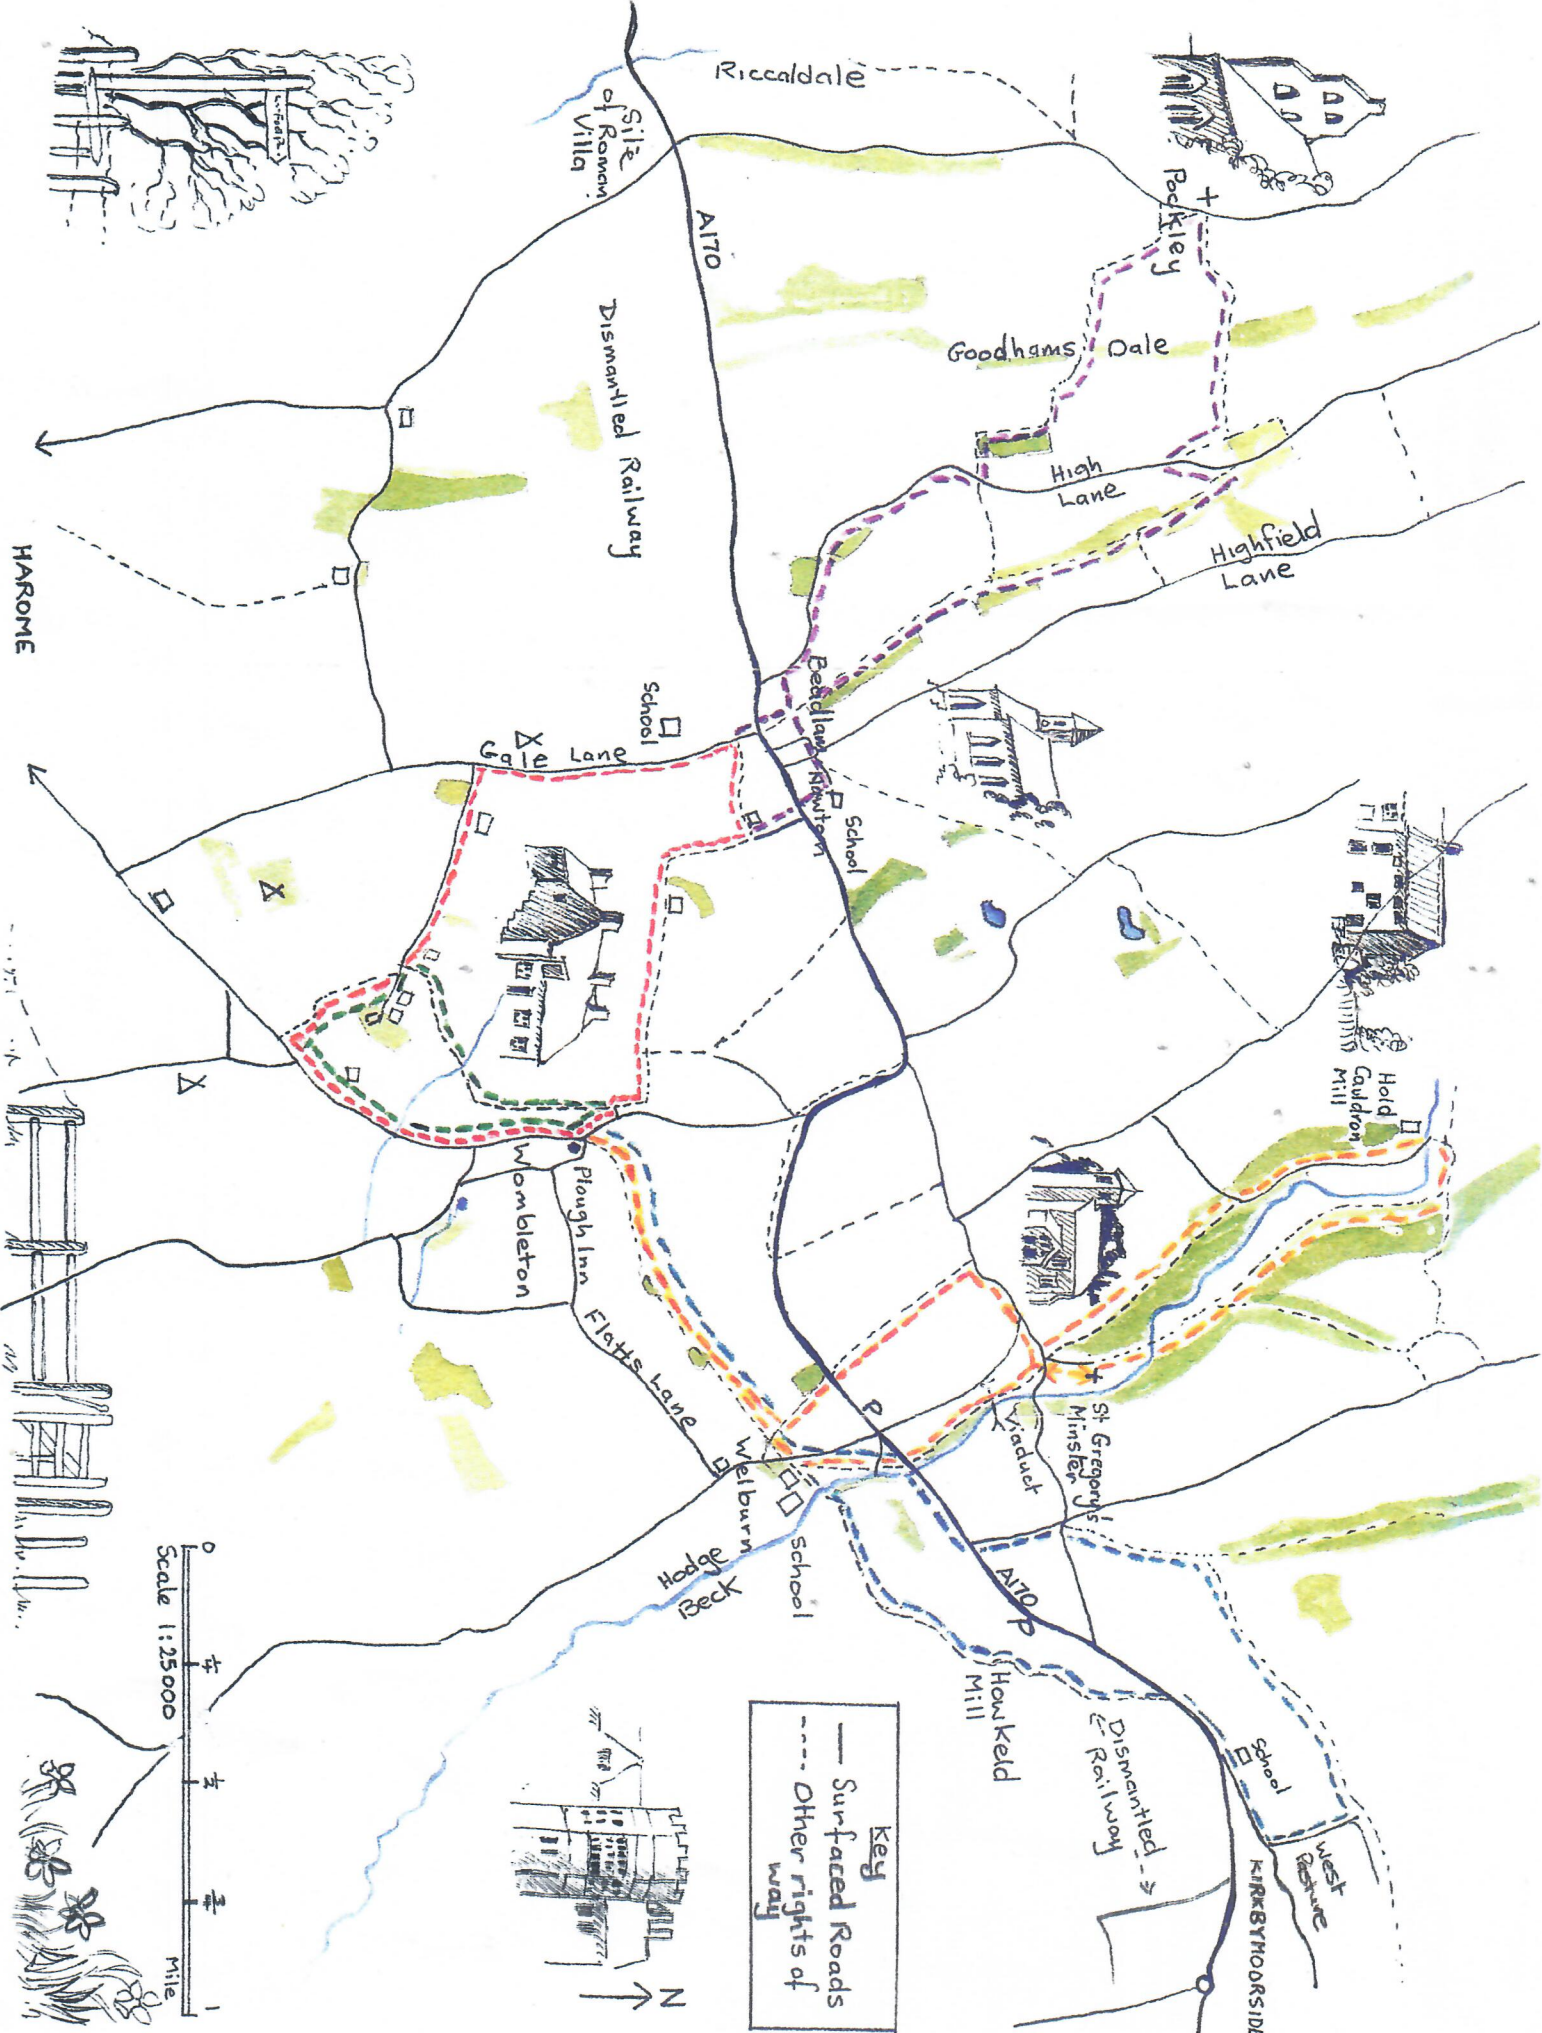 Riccaldale
Pockley
Site
of Roman
Villa
A170
Goodhams Dale
Dismantled Railway
High
Lane
Highfield
Lane
HAROME
Beadlam Nawton
School
School
Gale Lane
Hold
Cauldron
Mill
Plough Inn
Wombleton
Flatts Lane
St Gregory's
Minster
Viaduct
P
Welburn
School
Hodge
Beck
A170
P
Howkeld
Mill
Dismantled
Railway
School
West
Pasture
KIRKBYMOORSIDE
Key
Surfaced Roads
Other rights of
way
N
0 1/4 1/2 3/4 1
Scale 1:25000
Mile